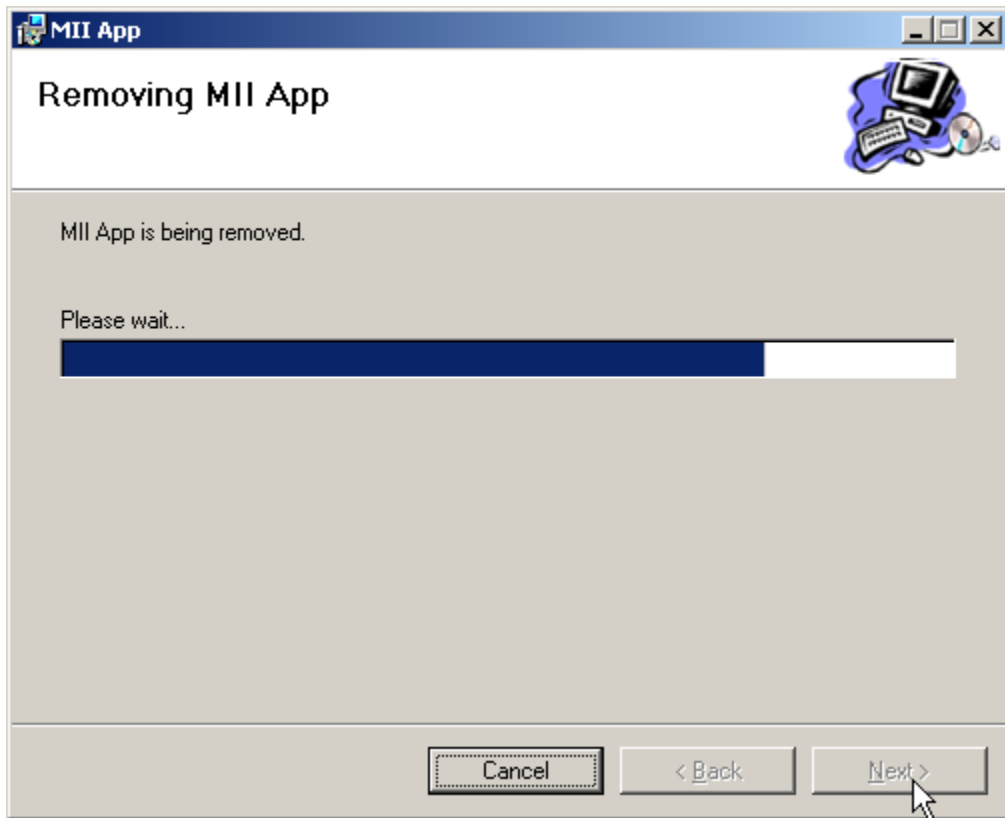 MII App
Removing MII App
MII App is being removed.
Please wait...
Cancel
< Back
Next >